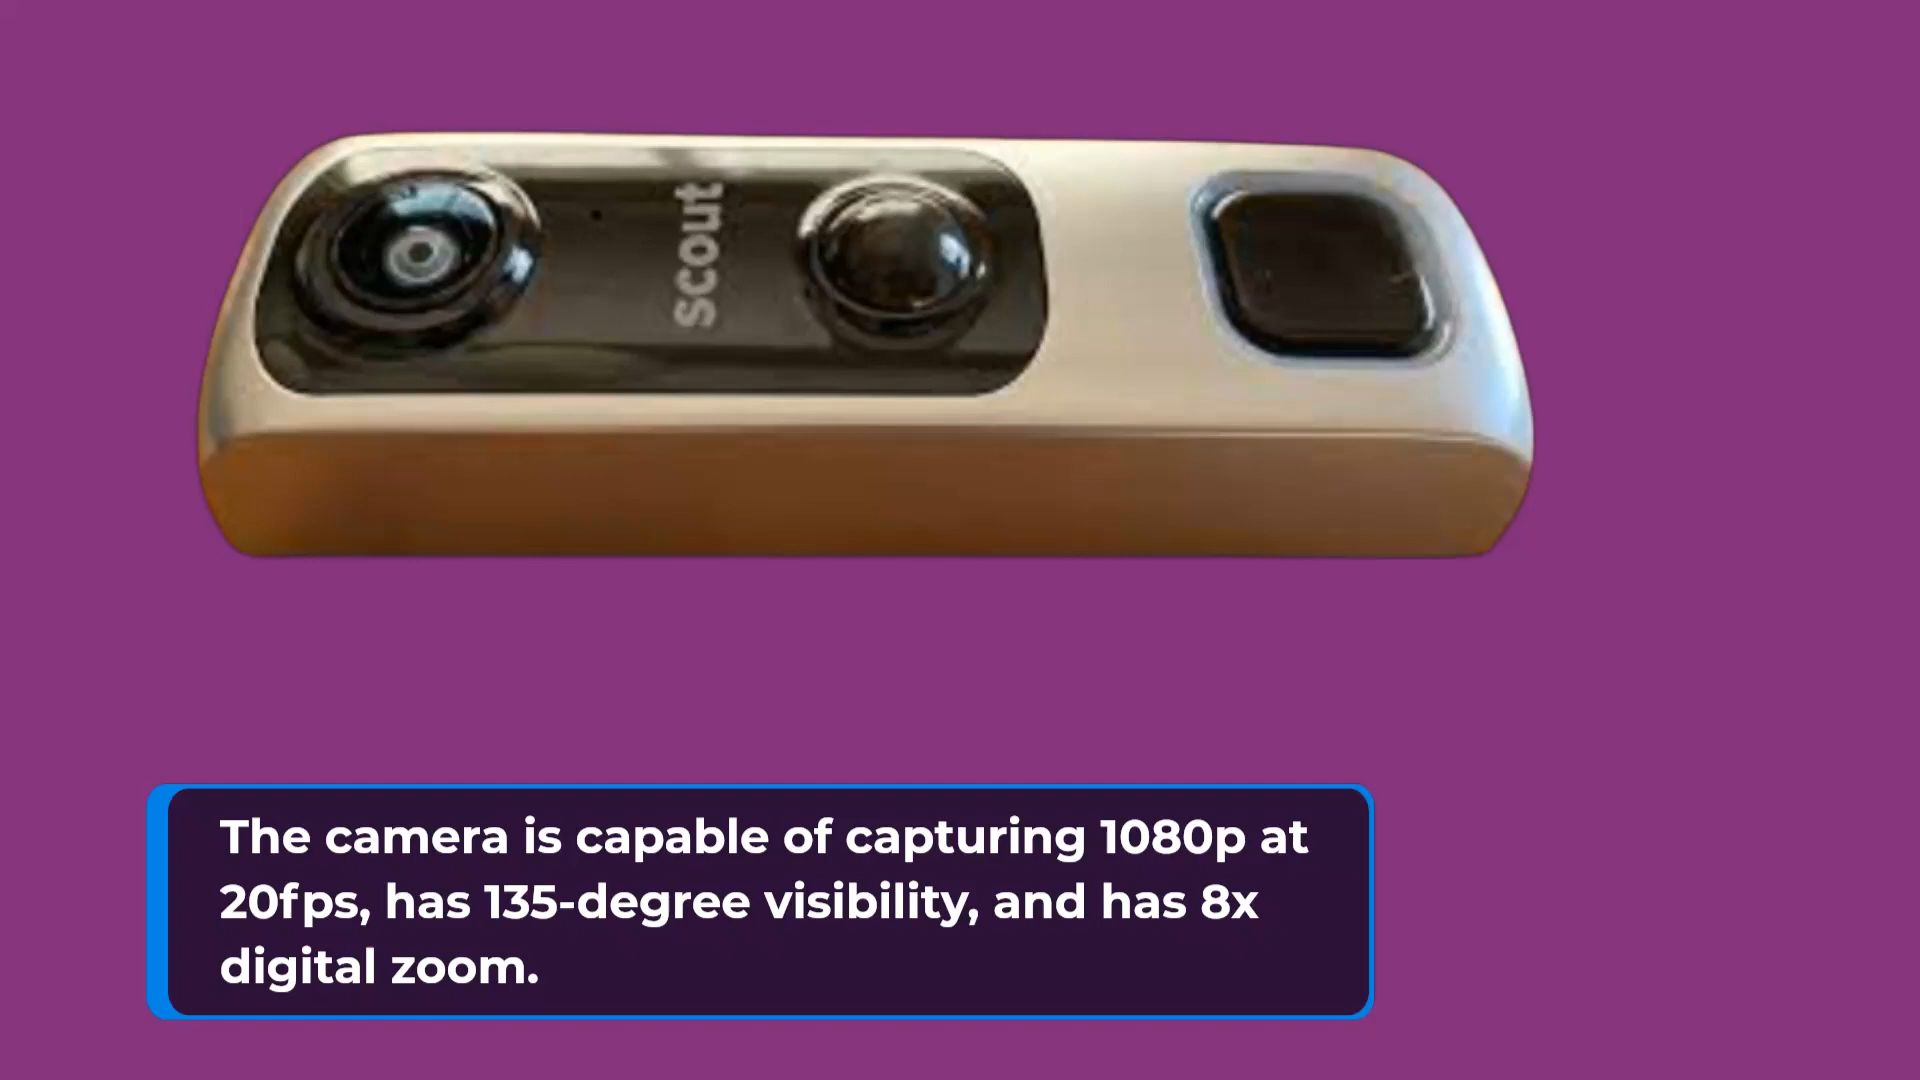 scout
The camera is capable of capturing 1080p at
20fps, has 135-degree visibility, and has 8x
digital zoom.